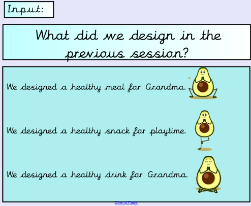 Input:
What did we design in the
previous session?
We designed a healthy meal for Grandma.
We designed a healthy snack for playtime.
We designed a healthy drink for Grandma.